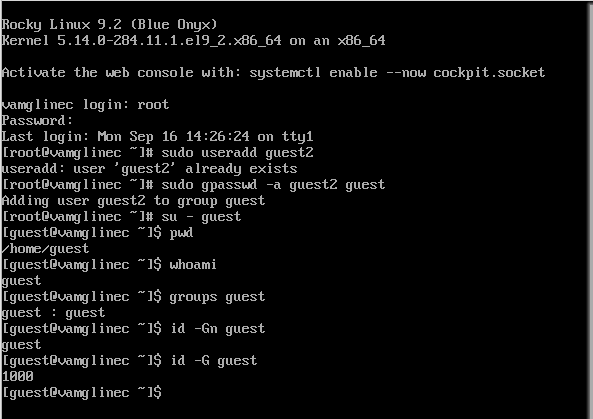 Rocky Linux 9.2 (Blue Onyx)
Kernel 5.14.0-284.11.1.el9_2.x86_64 on an x86_64
Activate the web console with: systemctl enable --now cockpit.socket
vamglinec login: root
Password:
Last login: Mon Sep 16 14:26:24 on tty1
[root@vamglinec ~]# sudo useradd guest2
useradd: user 'guest2' already exists
[root@vamglinec ~]# sudo gpasswd -a guest2 guest
Adding user guest2 to group guest
[root@vamglinec ~]# su - guest
[guest@vamglinec ~]$ pwd
/home/guest
[guest@vamglinec ~]$ whoami
guest
[guest@vamglinec ~]$ groups guest
guest : guest
[guest@vamglinec ~]$ id -Gn guest
guest
[guest@vamglinec ~]$ id -G guest
1000
[guest@vamglinec ~]$